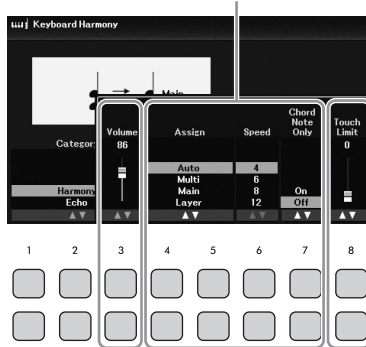 Keyboard Harmony
Main
Category
Harmony
Echo
Volume
86
Assign
Auto
Multi
Main
Layer
Speed
4
6
8
12
Chord
Note
Only
On
Off
Touch
Limit
0
1 2 3 4 5 6 7 8